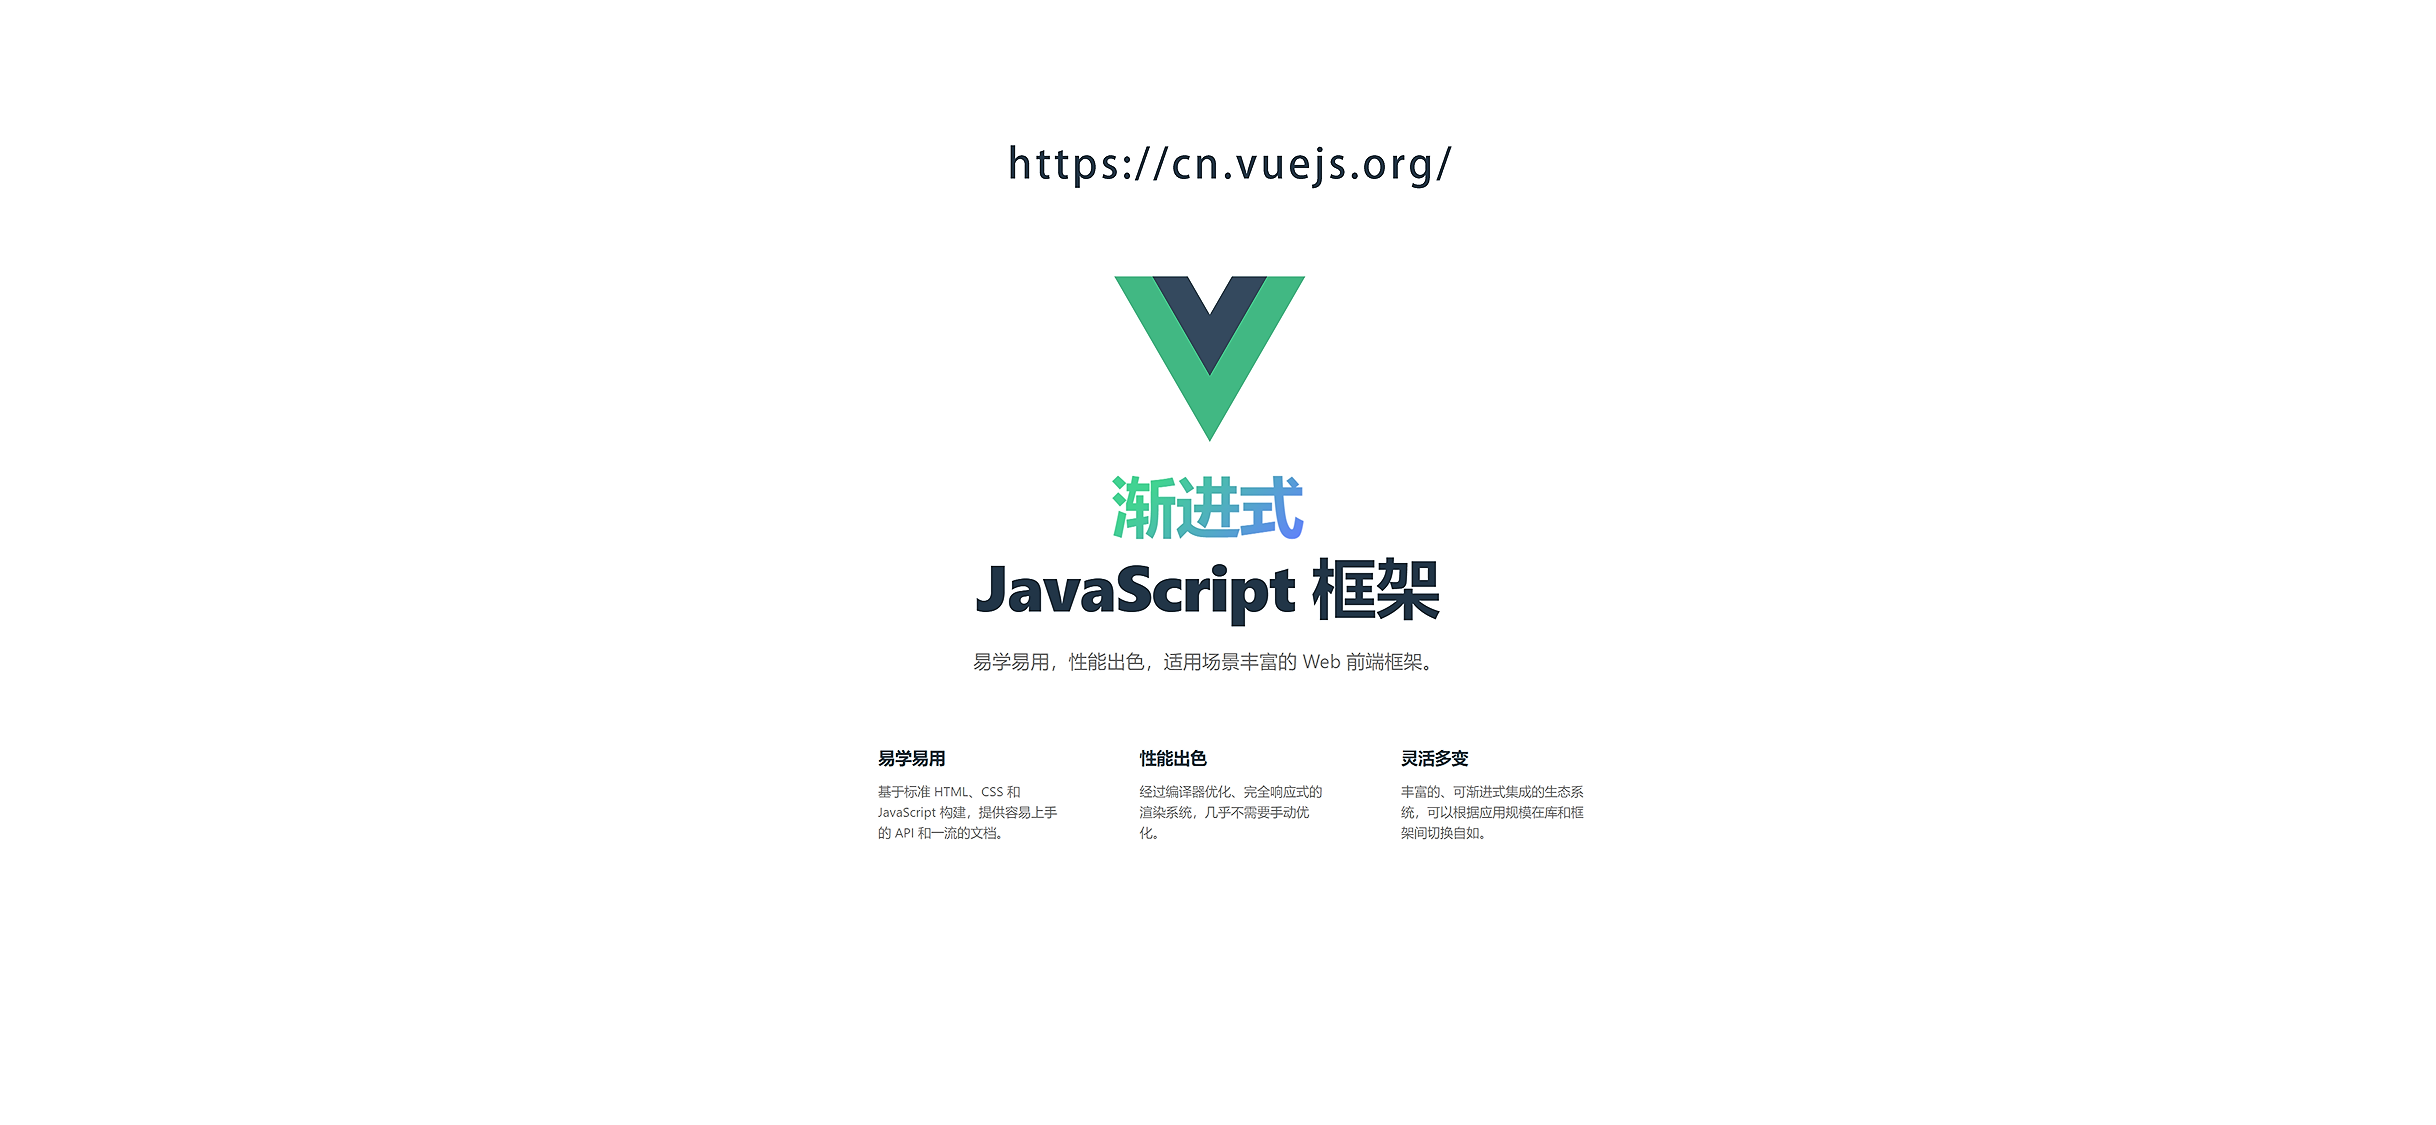 https://cn.vuejs.org/
渐进式
JavaScript 框架
易学易用，性能出色，适用场景丰富的 Web 前端框架。
易学易用
基于标准 HTML、CSS 和
JavaScript 构建，提供容易上手
的 API 和一流的文档。
性能出色
经过编译器优化、完全响应式的
渲染系统，几乎不需要手动优
化。
灵活多变
丰富的、可渐进式集成的生态系
统，可以根据应用规模在库和框
架间切换自如。